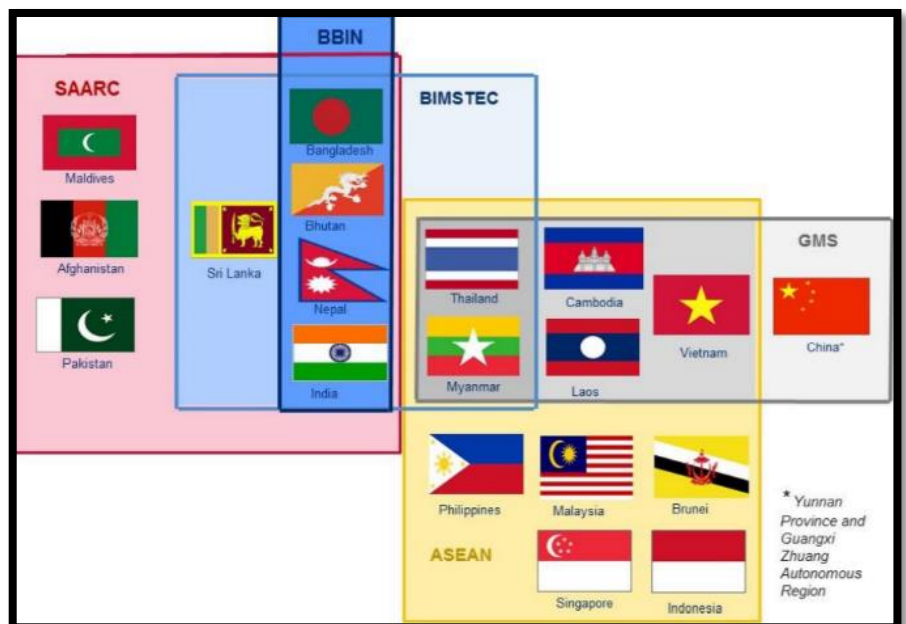 BBIN
SAARC
BIMSTEC
Bangladesh
Maldives
Bhutan
Afghanistan
Sri Lanka
GMS
Nepal
Thailand
Cambodia
Pakistan
Vietnam
China*
India
Myanmar
Laos
Philippines
Malaysia
Brunei
ASEAN
Singapore
Indonesia
* Yunnan
Province and
Guangxi
Zhuang
Autonomous
Region